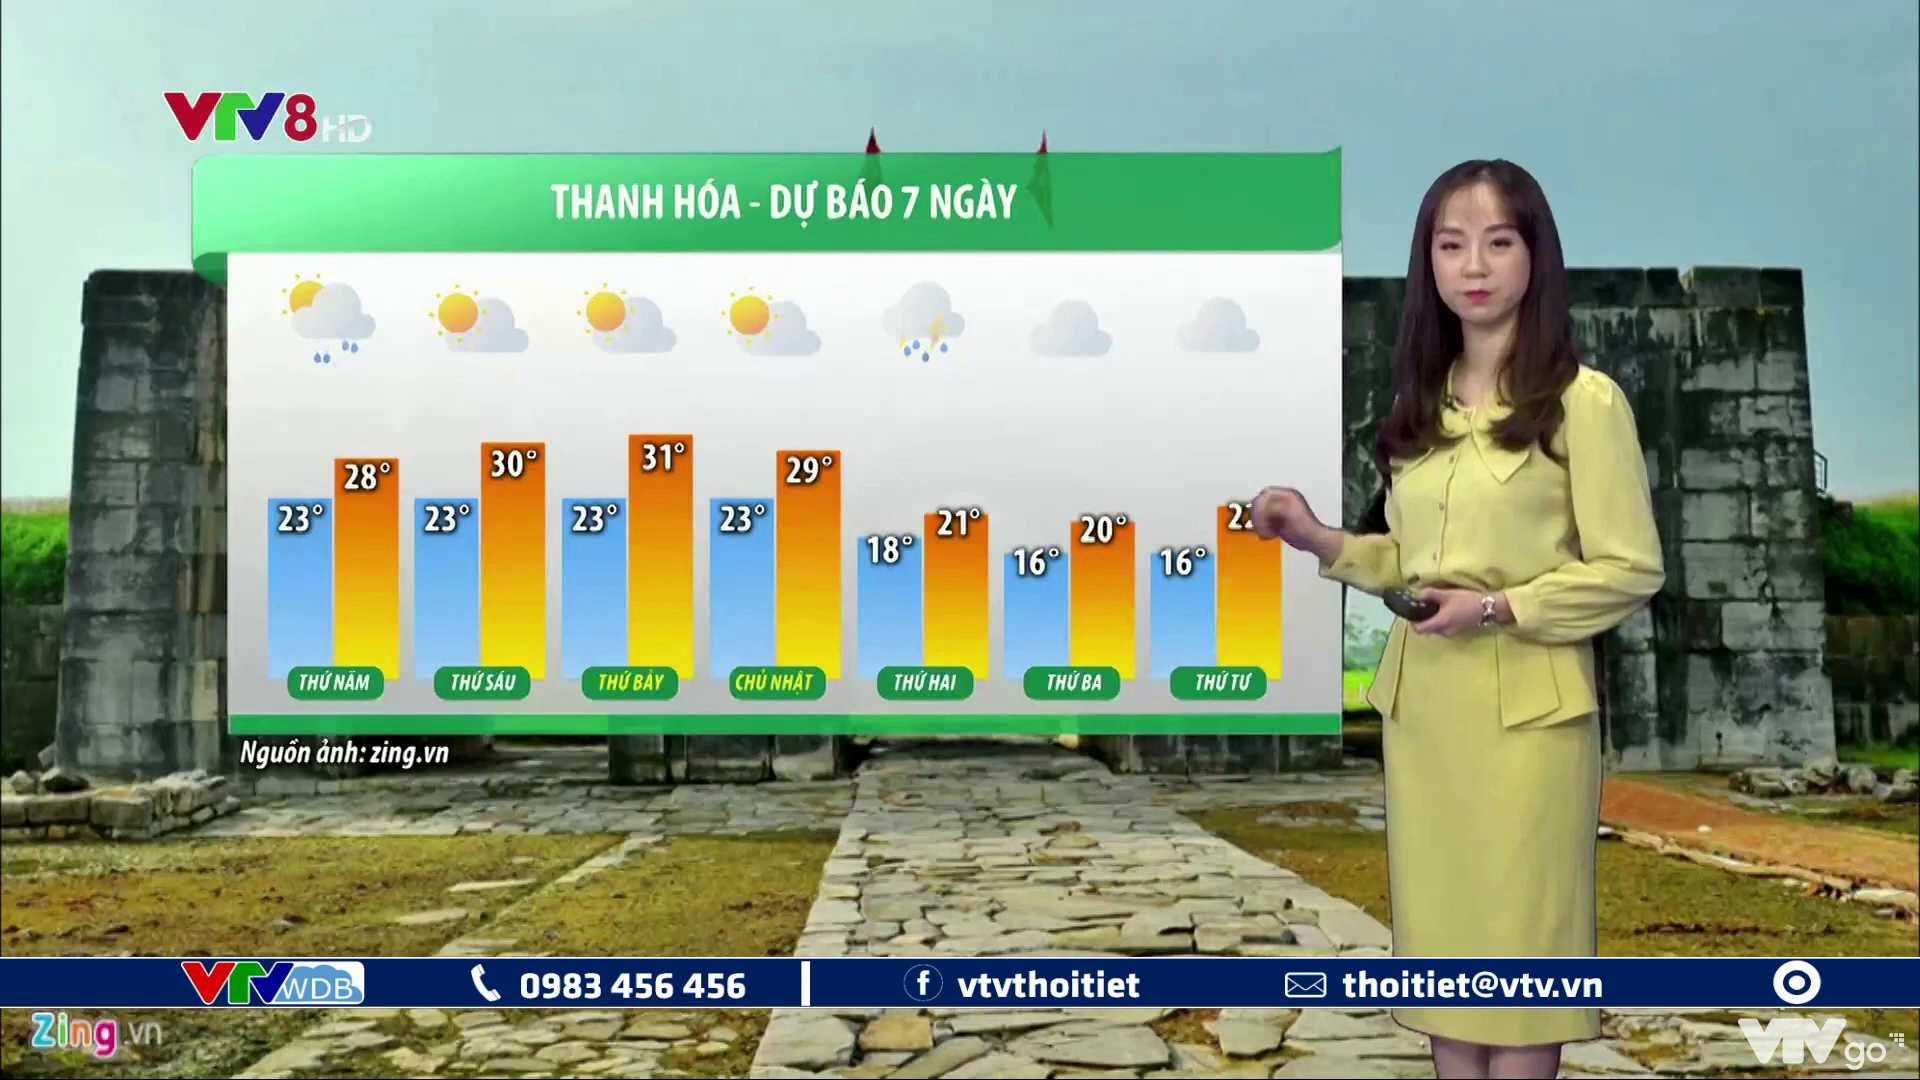 VTV8 HD
THANH HÓA - DỰ BÁO 7 NGÀY
23° 28° 23° 30° 23° 31° 23° 29° 18° 21° 16° 20° 16°
THỨ NĂM THỨ SÁU THỨ BẢY CHỦ NHẬT THỨ HAI THỨ BA THỨ TƯ
Nguồn ảnh: zing.vn
VTV WDB 0983 456 456 vtvthoitiet thoitiet@vtv.vn
Zing.vn
VTV go